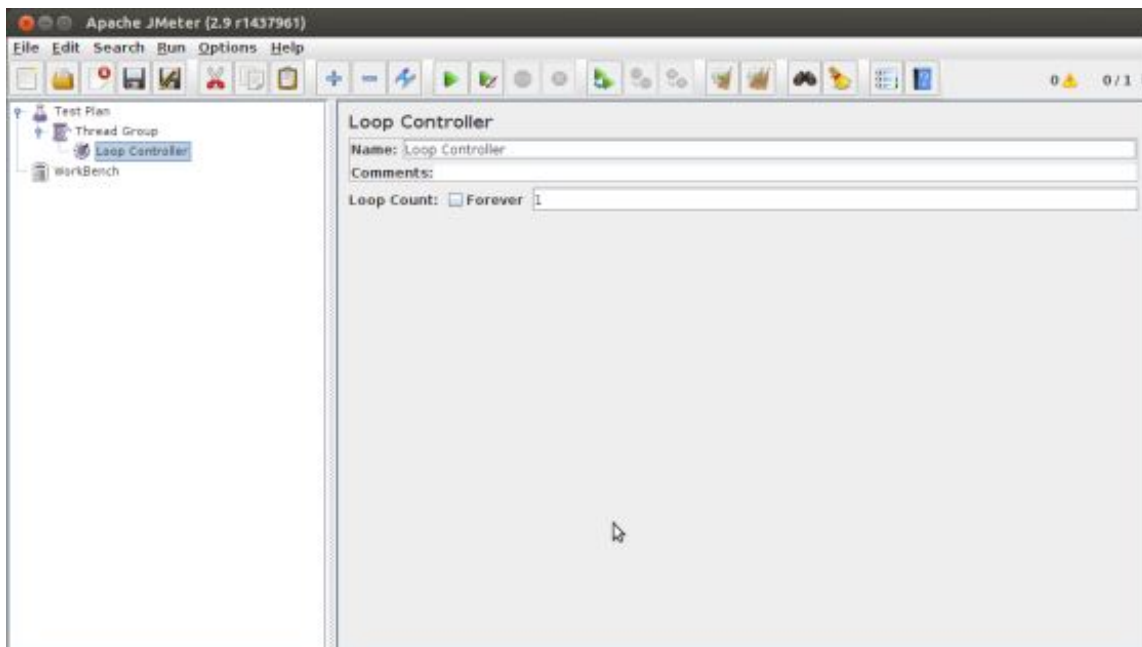 Apache JMeter (2.9 r1437961)
File Edit Search Run Options Help
0 0/1
Test Plan
Thread Group
Loop Controller
WorkBench
Loop Controller
Name: Loop Controller
Comments:
Loop Count: Forever 1